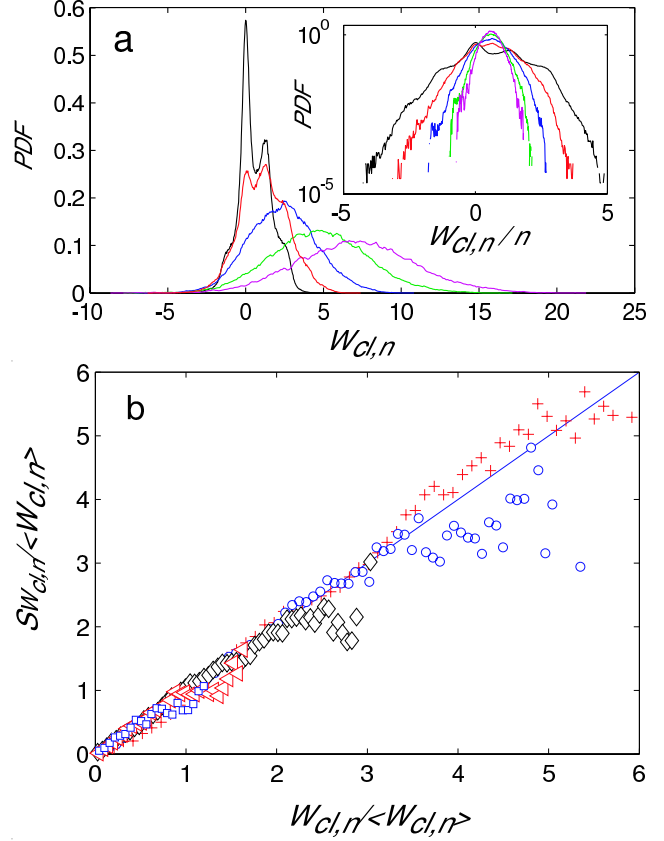 a
PDF
0.6
0.5
0.4
0.3
0.2
0.1
0
-10 -5 0 5 10 15 20 25
W_{cl,n}
PDF
10^0
10^{-5}
-5 0 5
W_{cl,n}/n
b
SW_{cl,n}/<W_{cl,n}>
6
5
4
3
2
1
0
0 1 2 3 4 5 6
W_{cl,n}/<W_{cl,n}>